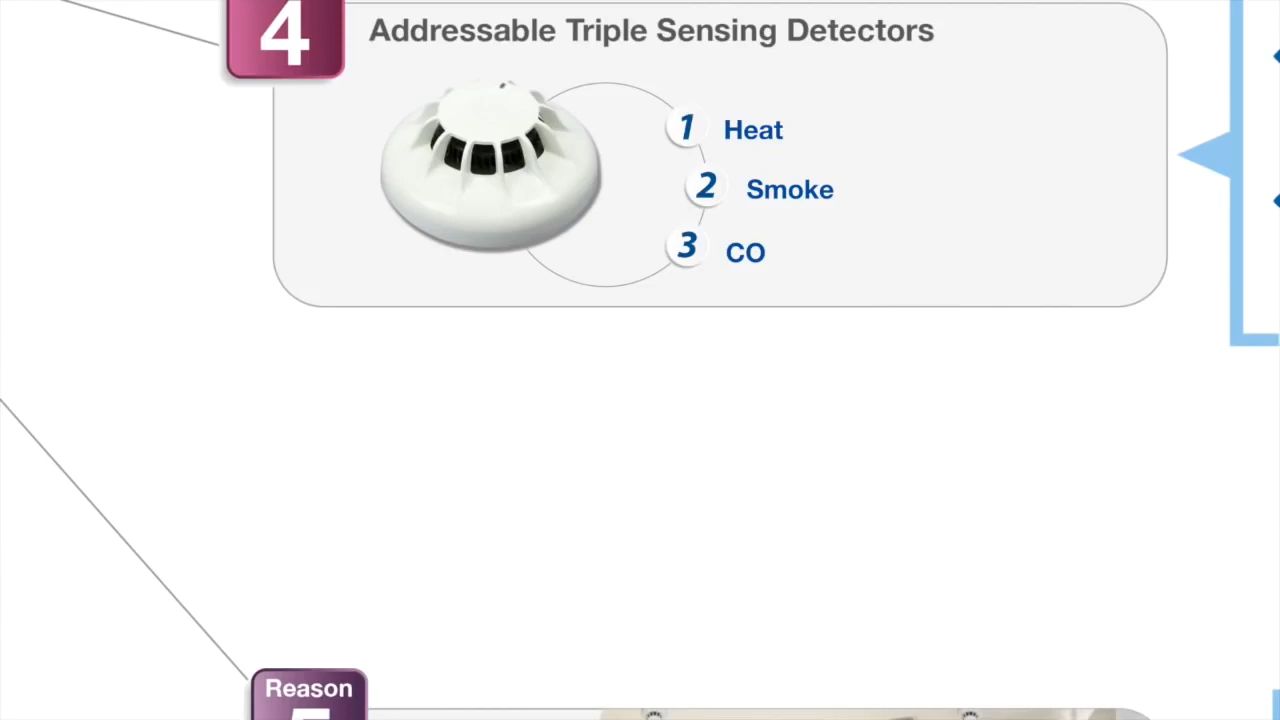 4
Addressable Triple Sensing Detectors
1 Heat
2 Smoke
3 CO
Reason